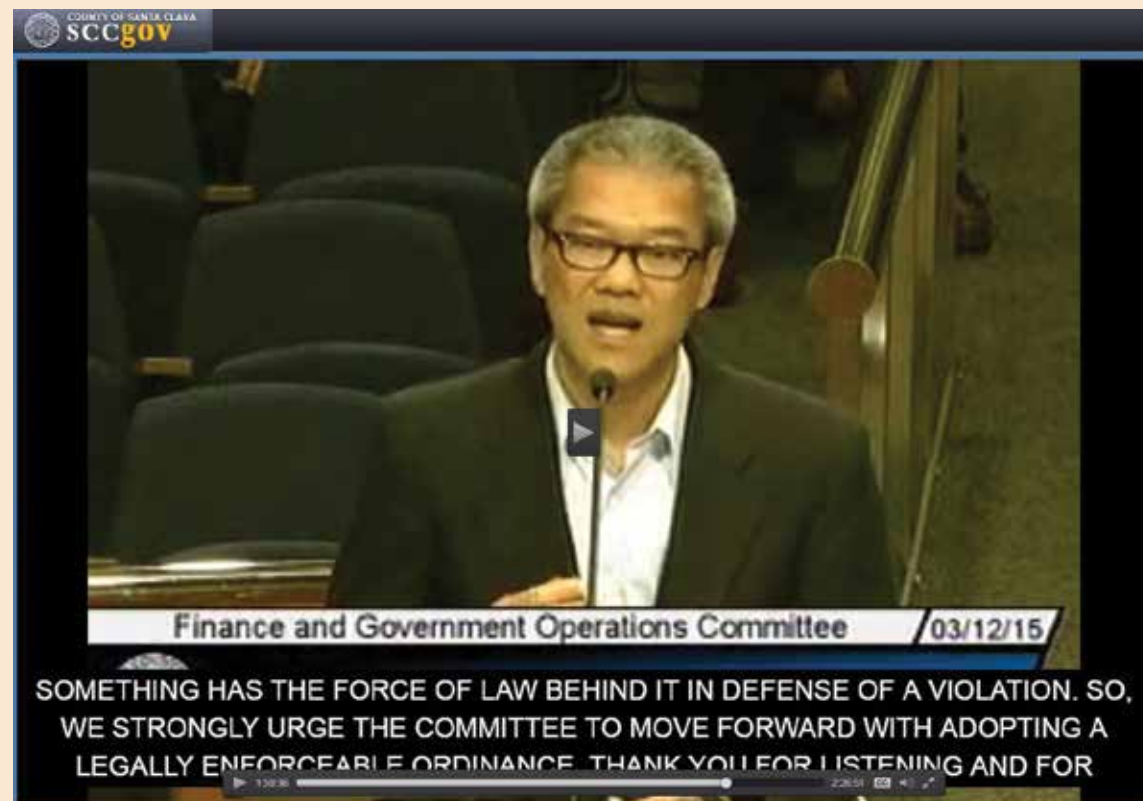 COUNTY OF SANTA CLARA
SCCgov
Finance and Government Operations Committee 03/12/15
SOMETHING HAS THE FORCE OF LAW BEHIND IT IN DEFENSE OF A VIOLATION. SO,
WE STRONGLY URGE THE COMMITTEE TO MOVE FORWARD WITH ADOPTING A
LEGALLY ENFORCEABLE ORDINANCE. THANK YOU FOR LISTENING AND FOR